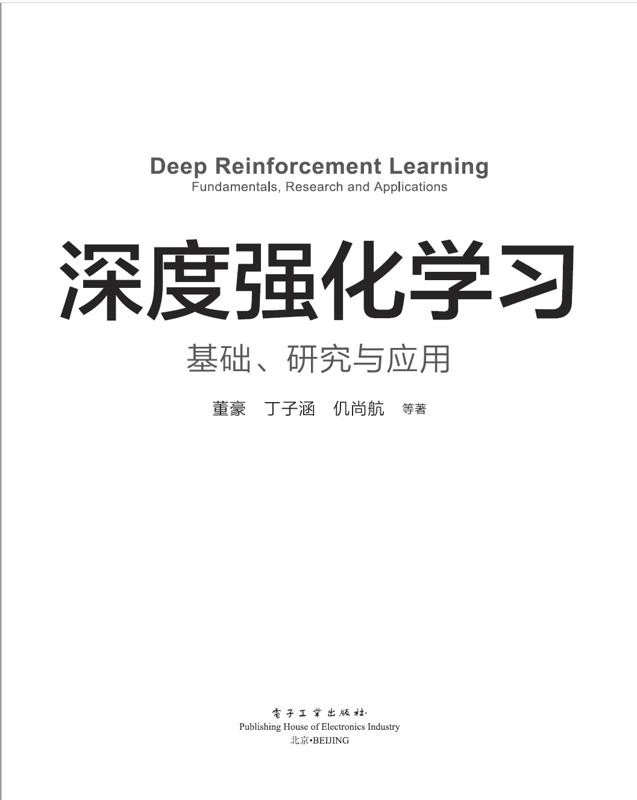 Deep Reinforcement Learning
Fundamentals, Research and Applications
深度强化学习
基础、研究与应用
董豪 丁子涵 仉尚航 等著
电子工业出版社·
Publishing House of Electronics Industry
北京•BEIJING